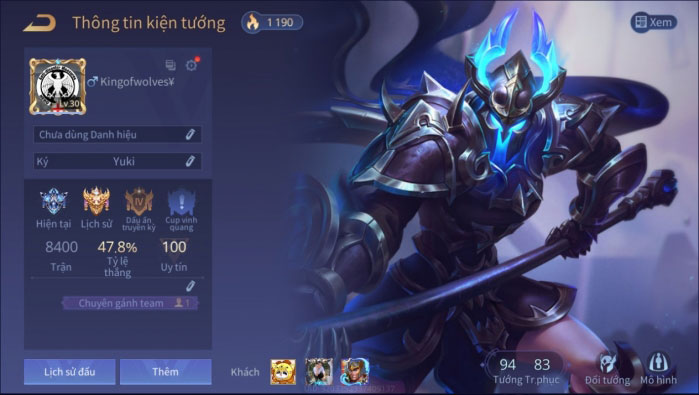 Thông tin kiện tướng
1 190
Xem
Lv.30
Kingofwolves¥
Chưa dùng Danh hiệu
Ký Yuki
Hiện tại
Lịch sử
Dấu ấn truyền kỳ
Cup vinh quang
8400
Trận
47.8%
Tỷ lệ thắng
100
Uy tín
Chuyên gánh team 1
Lịch sử đấu
Thêm
Khách
94 Tướng
83 Tr.phục
Đối tướng
Mô hình